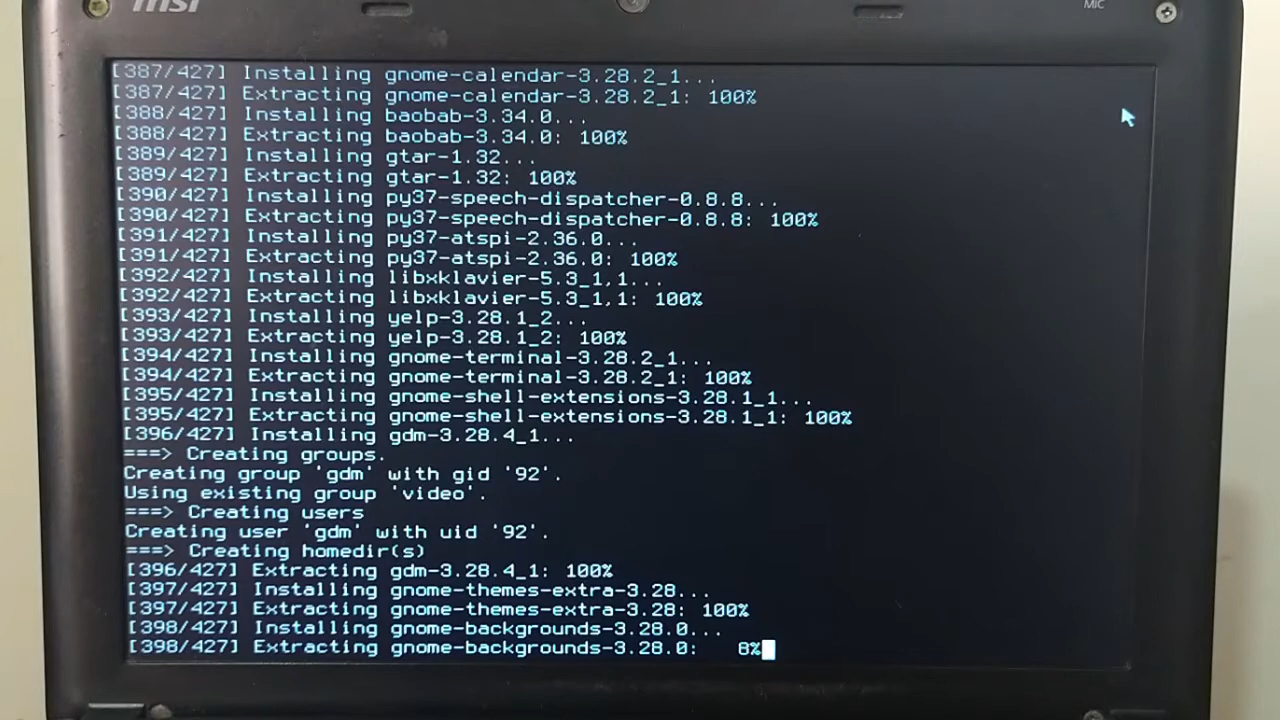 msi
MIC
[387/427] Installing gnome-calendar-3.28.2_1...
[387/427] Extracting gnome-calendar-3.28.2_1: 100%
[388/427] Installing baobab-3.34.0...
[388/427] Extracting baobab-3.34.0: 100%
[389/427] Installing gtar-1.32...
[389/427] Extracting gtar-1.32: 100%
[390/427] Installing py37-speech-dispatcher-0.8.8...
[390/427] Extracting py37-speech-dispatcher-0.8.8: 100%
[391/427] Installing py37-atspi-2.36.0...
[391/427] Extracting py37-atspi-2.36.0: 100%
[392/427] Installing libxklavier-5.3_1,1...
[392/427] Extracting libxklavier-5.3_1,1: 100%
[393/427] Installing yelp-3.28.1_2...
[393/427] Extracting yelp-3.28.1_2: 100%
[394/427] Installing gnome-terminal-3.28.2_1...
[394/427] Extracting gnome-terminal-3.28.2_1: 100%
[395/427] Installing gnome-shell-extensions-3.28.1_1...
[395/427] Extracting gnome-shell-extensions-3.28.1_1: 100%
[396/427] Installing gdm-3.28.4_1...
===> Creating groups.
Creating group 'gdm' with gid '92'.
Using existing group 'video'.
===> Creating users
Creating user 'gdm' with uid '92'.
===> Creating homedir(s)
[396/427] Extracting gdm-3.28.4_1: 100%
[397/427] Installing gnome-themes-extra-3.28...
[397/427] Extracting gnome-themes-extra-3.28: 100%
[398/427] Installing gnome-backgrounds-3.28.0...
[398/427] Extracting gnome-backgrounds-3.28.0: 8%